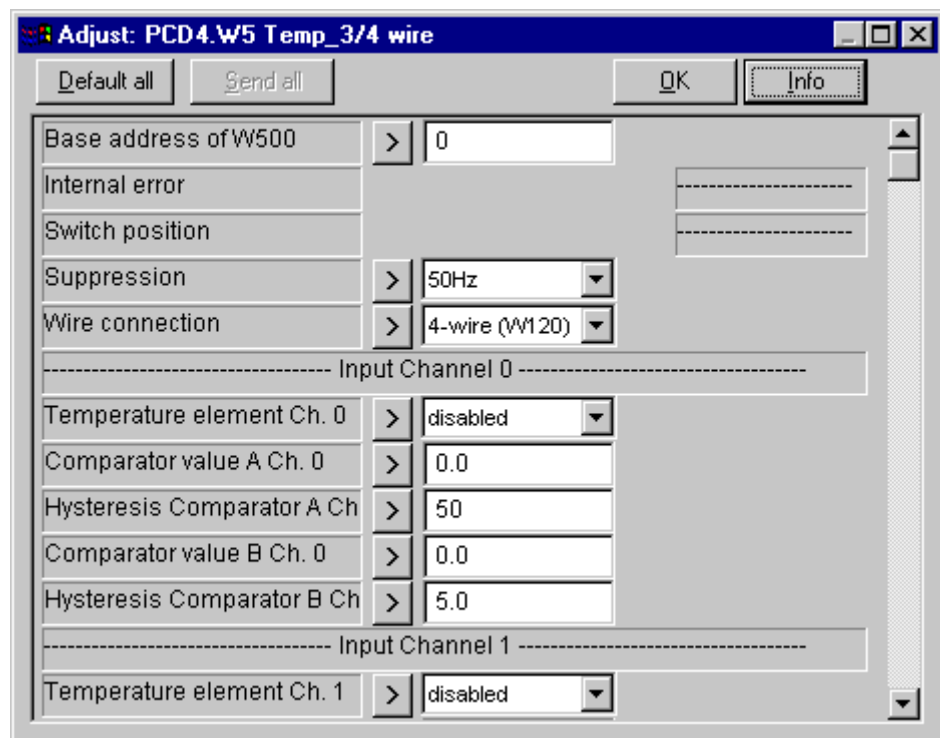 Adjust: PCD4.W5 Temp_3/4 wire
Default all Send all OK Info
Base address of W500 > 0
Internal error ----------------------
Switch position ----------------------
Suppression > 50Hz
Wire connection > 4-wire (W120)
------------------------------------ Input Channel 0 ------------------------------------
Temperature element Ch. 0 > disabled
Comparator value A Ch. 0 > 0.0
Hysteresis Comparator A Ch > 50
Comparator value B Ch. 0 > 0.0
Hysteresis Comparator B Ch > 5.0
------------------------------------ Input Channel 1 ------------------------------------
Temperature element Ch. 1 > disabled